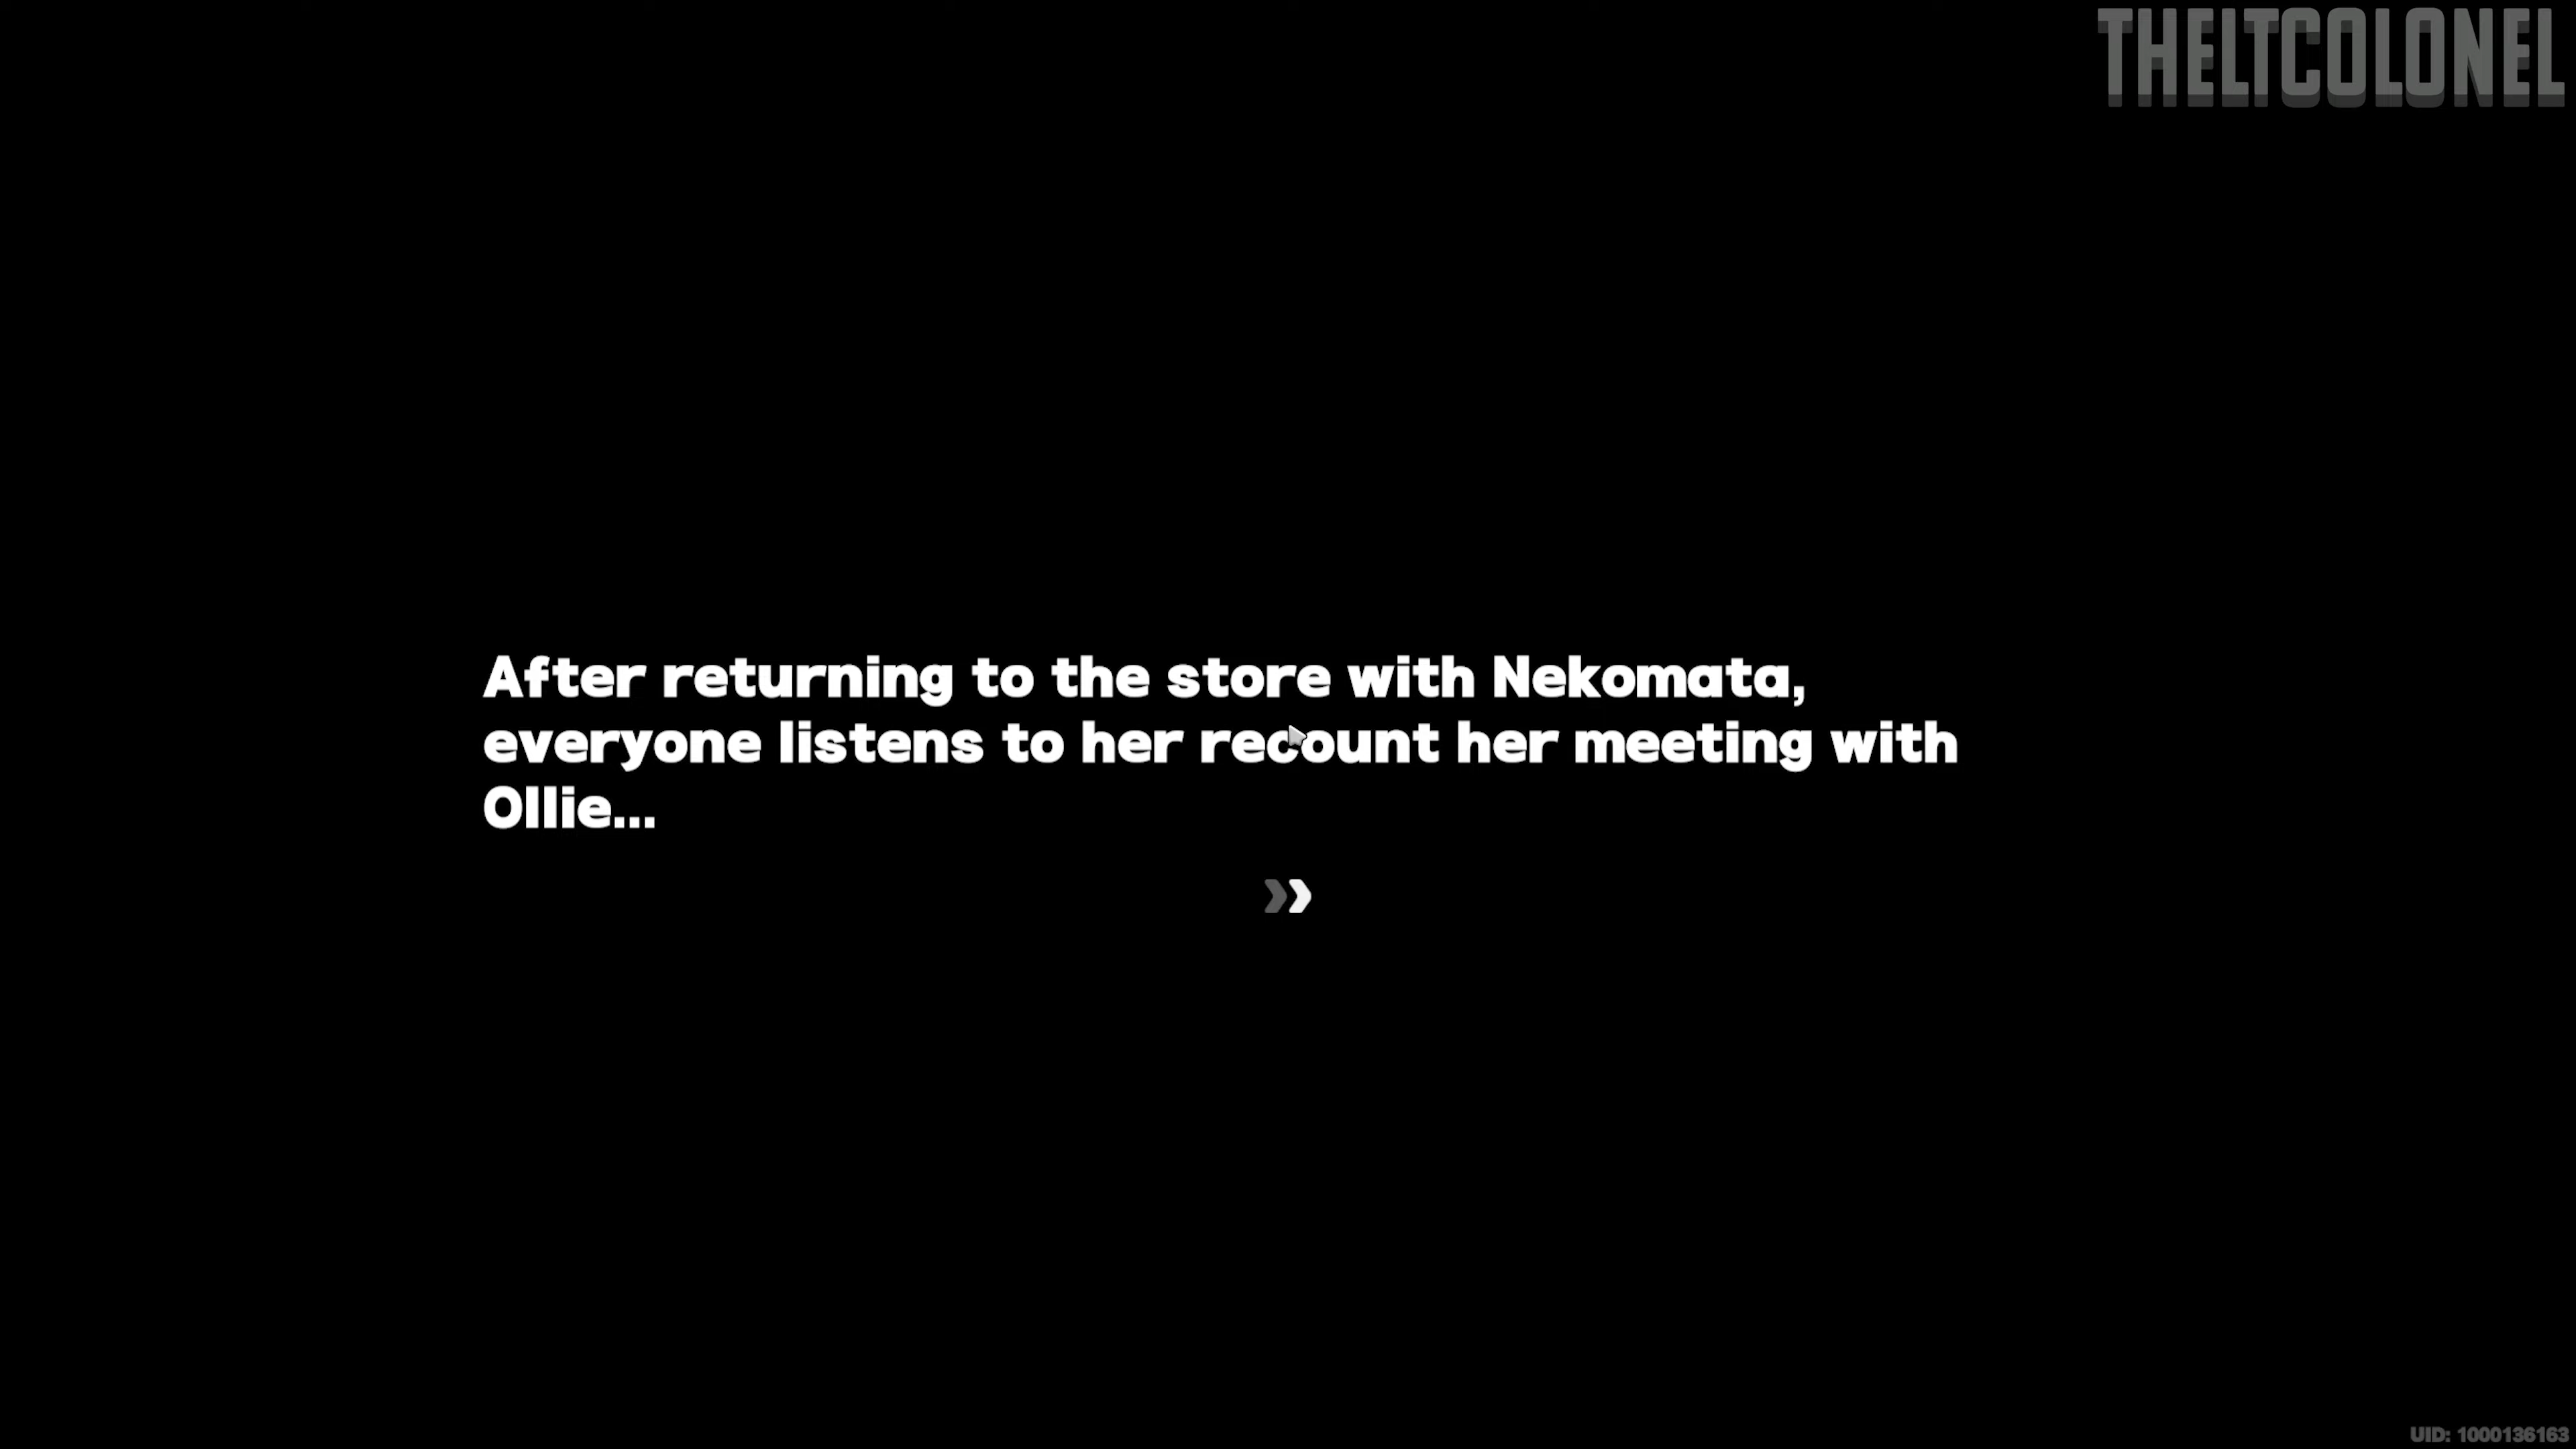 THELTCOLONEL
After returning to the store with Nekomata,
everyone listens to her recount her meeting with
Ollie...
UID: 1000136163